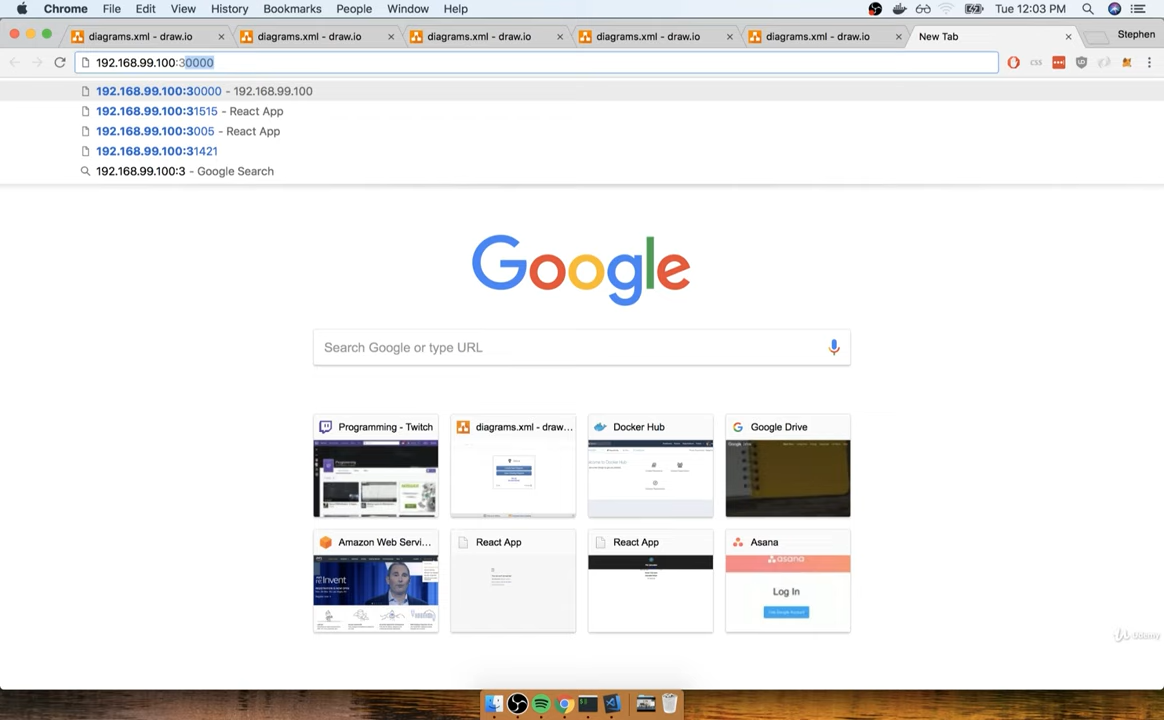 Chrome File Edit View History Bookmarks People Window Help Tue 12:03 PM
diagrams.xml - draw.io diagrams.xml - draw.io diagrams.xml - draw.io diagrams.xml - draw.io diagrams.xml - draw.io New Tab Stephen
192.168.99.100:30000
192.168.99.100:30000 - 192.168.99.100
192.168.99.100:31515 - React App
192.168.99.100:3005 - React App
192.168.99.100:31421
192.168.99.100:3 - Google Search
Google
Search Google or type URL
Programming - Twitch diagrams.xml - draw... Docker Hub Google Drive
Amazon Web Servi... React App React App Asana
asana
Invent
Log In
Udemy